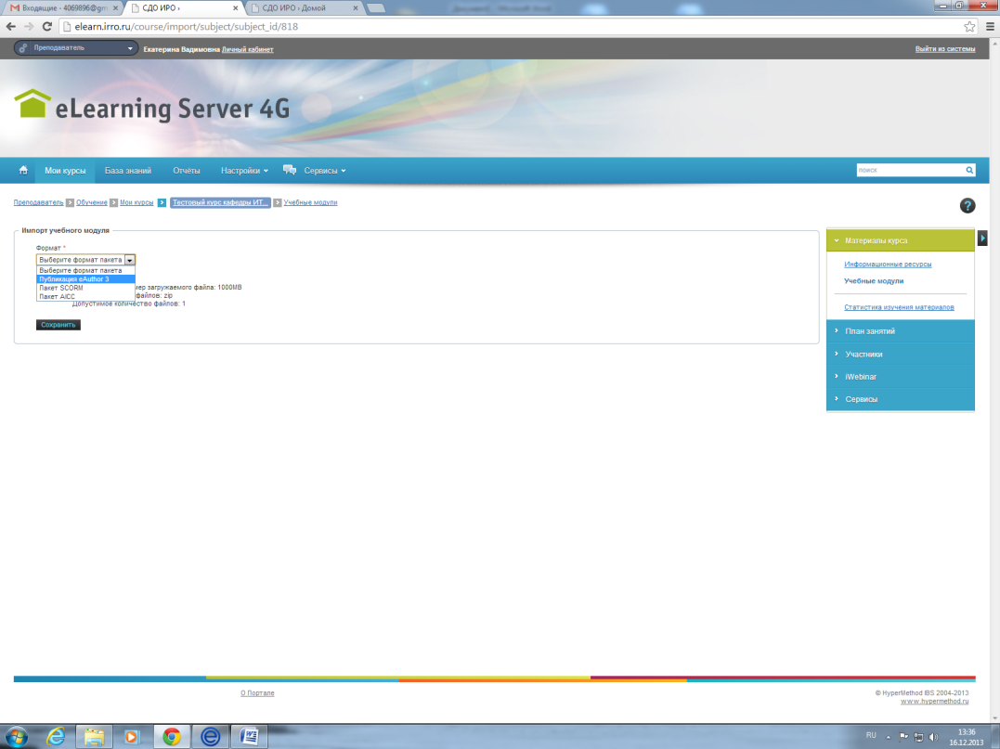 Входящие - 4069896@gm
СДО ИРО ›
СДО ИРО - Домой
elearn.irro.ru/course/import/subject/subject_id/818
Преподаватель
Екатерина Вадимовна Личный кабинет
Выйти из системы
eLearning Server 4G
Мои курсы База знаний Отчёты Настройки Сервисы
поиск
Преподаватель Обучение Мои курсы Тестовый курс кафедры ИТ... Учебные модули
?
Импорт учебного модуля
Формат *
Выберите формат пакета
Выберите формат пакета
Публикация eAuthor 3
Пакет SCORM
мер загружаемого файла: 1000MB
Пакет AICC
файлов: zip
Допустимое количество файлов: 1
Сохранить
Материалы курса
Информационные ресурсы
Учебные модули
Статистика изучения материалов
План занятий
Участники
iWebinar
Сервисы
О Портале
© HyperMethod IBS 2004-2013
www.hypermethod.ru
RU
13:36
16.12.2013